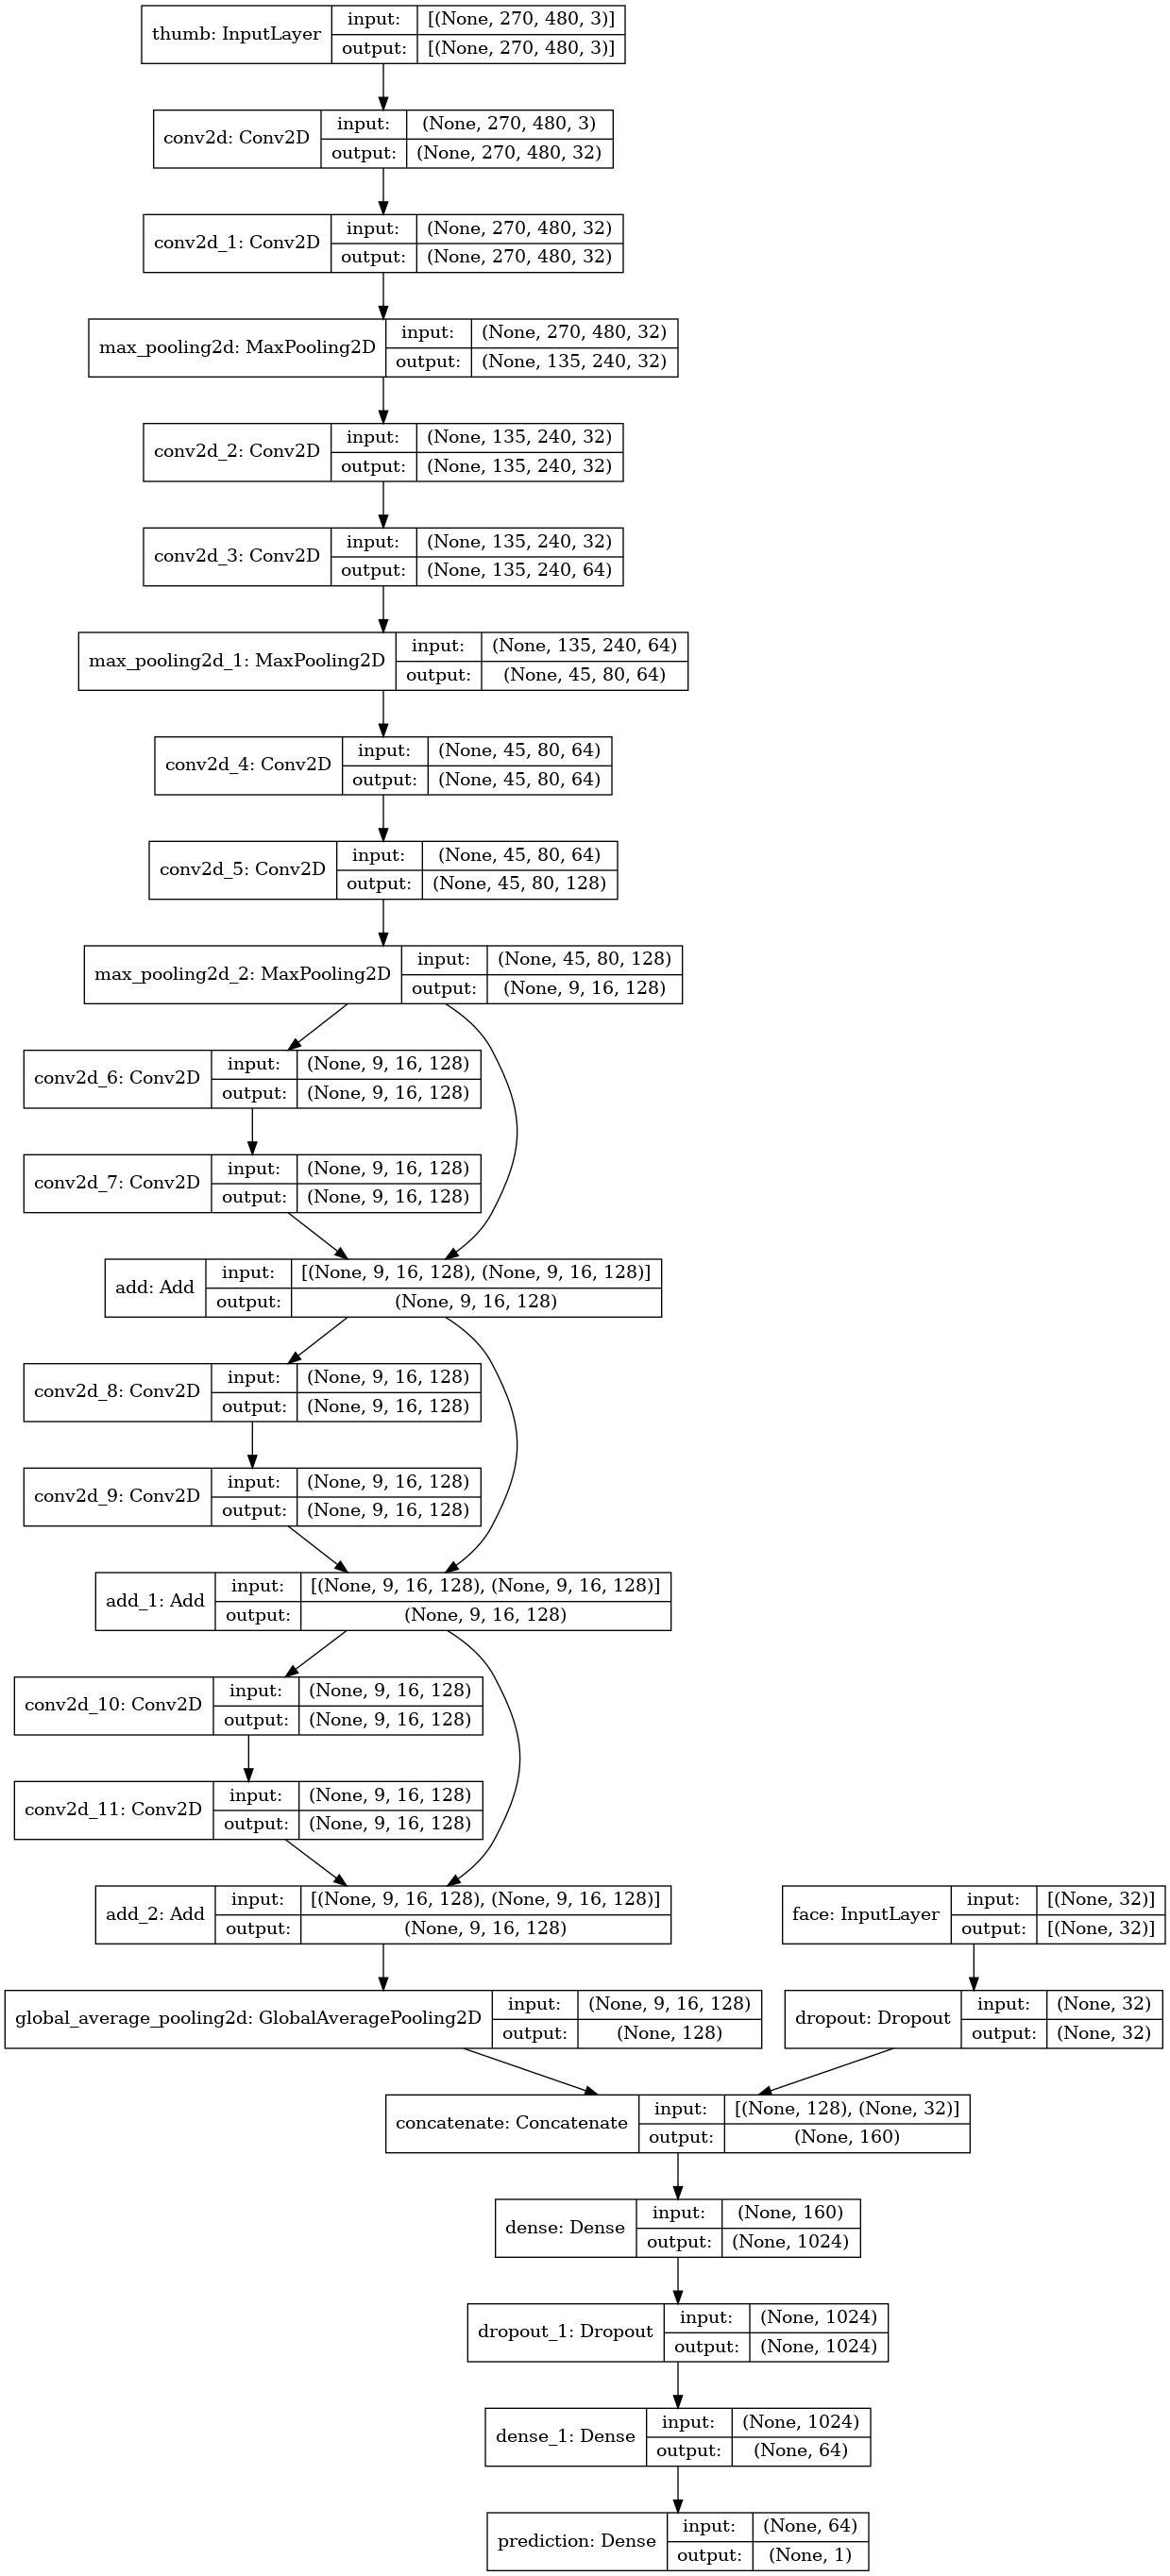 thumb: InputLayer input: [(None, 270, 480, 3)]
output: [(None, 270, 480, 3)]
conv2d: Conv2D input: (None, 270, 480, 3)
output: (None, 270, 480, 32)
conv2d_1: Conv2D input: (None, 270, 480, 32)
output: (None, 270, 480, 32)
max_pooling2d: MaxPooling2D input: (None, 270, 480, 32)
output: (None, 135, 240, 32)
conv2d_2: Conv2D input: (None, 135, 240, 32)
output: (None, 135, 240, 32)
conv2d_3: Conv2D input: (None, 135, 240, 32)
output: (None, 135, 240, 64)
max_pooling2d_1: MaxPooling2D input: (None, 135, 240, 64)
output: (None, 45, 80, 64)
conv2d_4: Conv2D input: (None, 45, 80, 64)
output: (None, 45, 80, 64)
conv2d_5: Conv2D input: (None, 45, 80, 64)
output: (None, 45, 80, 128)
max_pooling2d_2: MaxPooling2D input: (None, 45, 80, 128)
output: (None, 9, 16, 128)
conv2d_6: Conv2D input: (None, 9, 16, 128)
output: (None, 9, 16, 128)
conv2d_7: Conv2D input: (None, 9, 16, 128)
output: (None, 9, 16, 128)
add: Add input: [(None, 9, 16, 128), (None, 9, 16, 128)]
output: (None, 9, 16, 128)
conv2d_8: Conv2D input: (None, 9, 16, 128)
output: (None, 9, 16, 128)
conv2d_9: Conv2D input: (None, 9, 16, 128)
output: (None, 9, 16, 128)
add_1: Add input: [(None, 9, 16, 128), (None, 9, 16, 128)]
output: (None, 9, 16, 128)
conv2d_10: Conv2D input: (None, 9, 16, 128)
output: (None, 9, 16, 128)
conv2d_11: Conv2D input: (None, 9, 16, 128)
output: (None, 9, 16, 128)
add_2: Add input: [(None, 9, 16, 128), (None, 9, 16, 128)]
output: (None, 9, 16, 128)
face: InputLayer input: [(None, 32)]
output: [(None, 32)]
global_average_pooling2d: GlobalAveragePooling2D input: (None, 9, 16, 128)
output: (None, 128)
dropout: Dropout input: (None, 32)
output: (None, 32)
concatenate: Concatenate input: [(None, 128), (None, 32)]
output: (None, 160)
dense: Dense input: (None, 160)
output: (None, 1024)
dropout_1: Dropout input: (None, 1024)
output: (None, 1024)
dense_1: Dense input: (None, 1024)
output: (None, 64)
prediction: Dense input: (None, 64)
output: (None, 1)